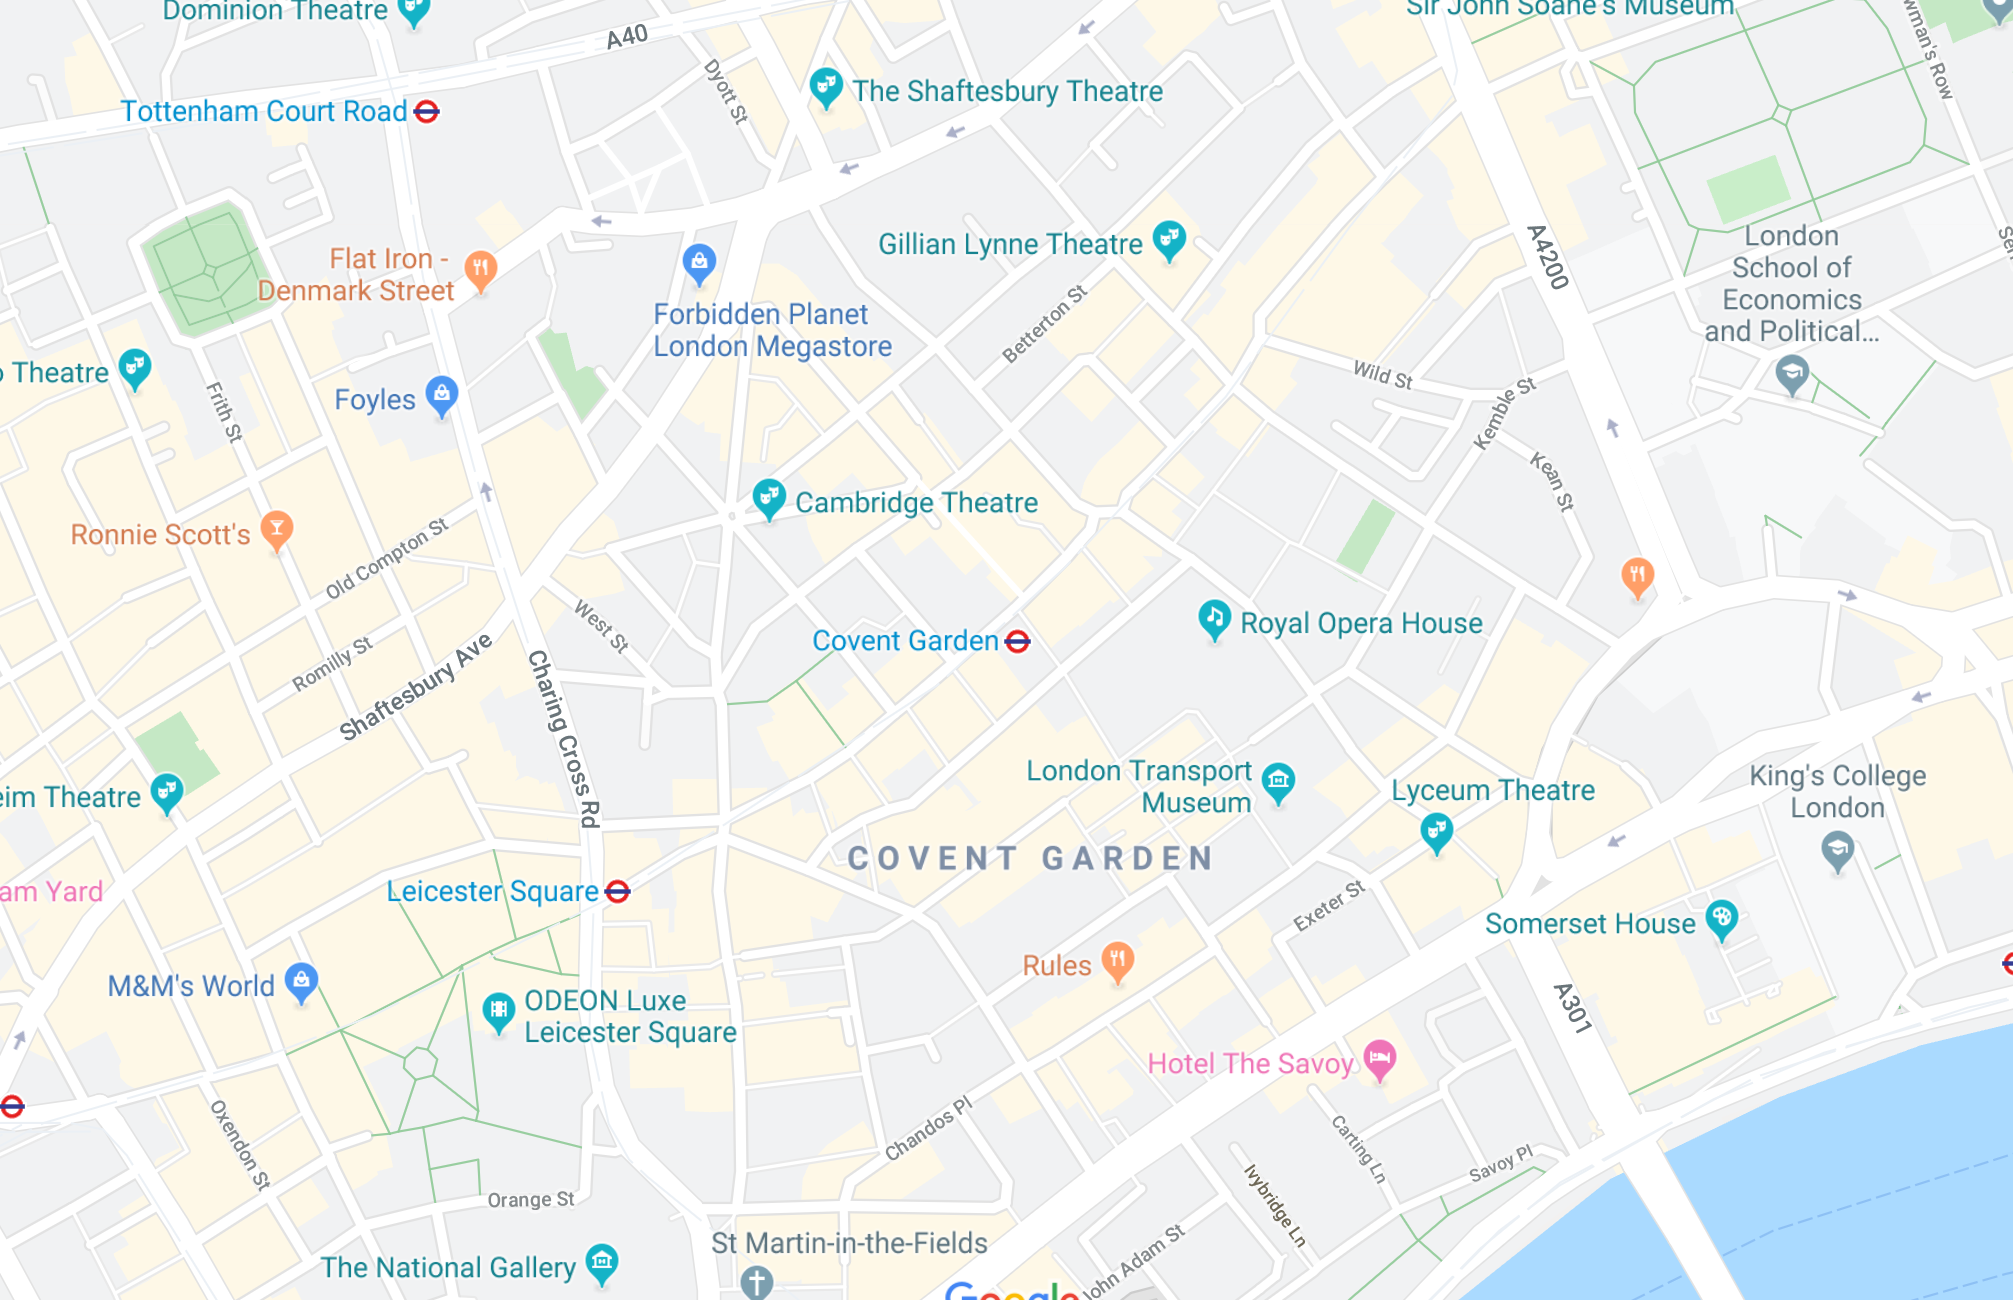 Dominion Theatre
A40
Sir John Soane's Museum
wman's Row
Dyott St
The Shaftesbury Theatre
Tottenham Court Road
Flat Iron -
Denmark Street
Gillian Lynne Theatre
A4200
London
School of
Economics
and Political...
Forbidden Planet
London Megastore
Betterton St
o Theatre
Frith St
Foyles
Wild St
Kemble St
Kean St
Cambridge Theatre
Ronnie Scott's
Old Compton St
West St
Covent Garden
Royal Opera House
Romilly St
Shaftesbury Ave
Charing Cross Rd
London Transport
Museum
Lyceum Theatre
King's College
London
eim Theatre
COVENT GARDEN
am Yard
Leicester Square
Exeter St
Somerset House
M&M's World
Rules
ODEON Luxe
Leicester Square
A301
Hotel The Savoy
Oxendon St
Chandos Pl
Carting Ln
Savoy Pl
Ivybridge Ln
Orange St
St Martin-in-the-Fields
The National Gallery
John Adam St
Google